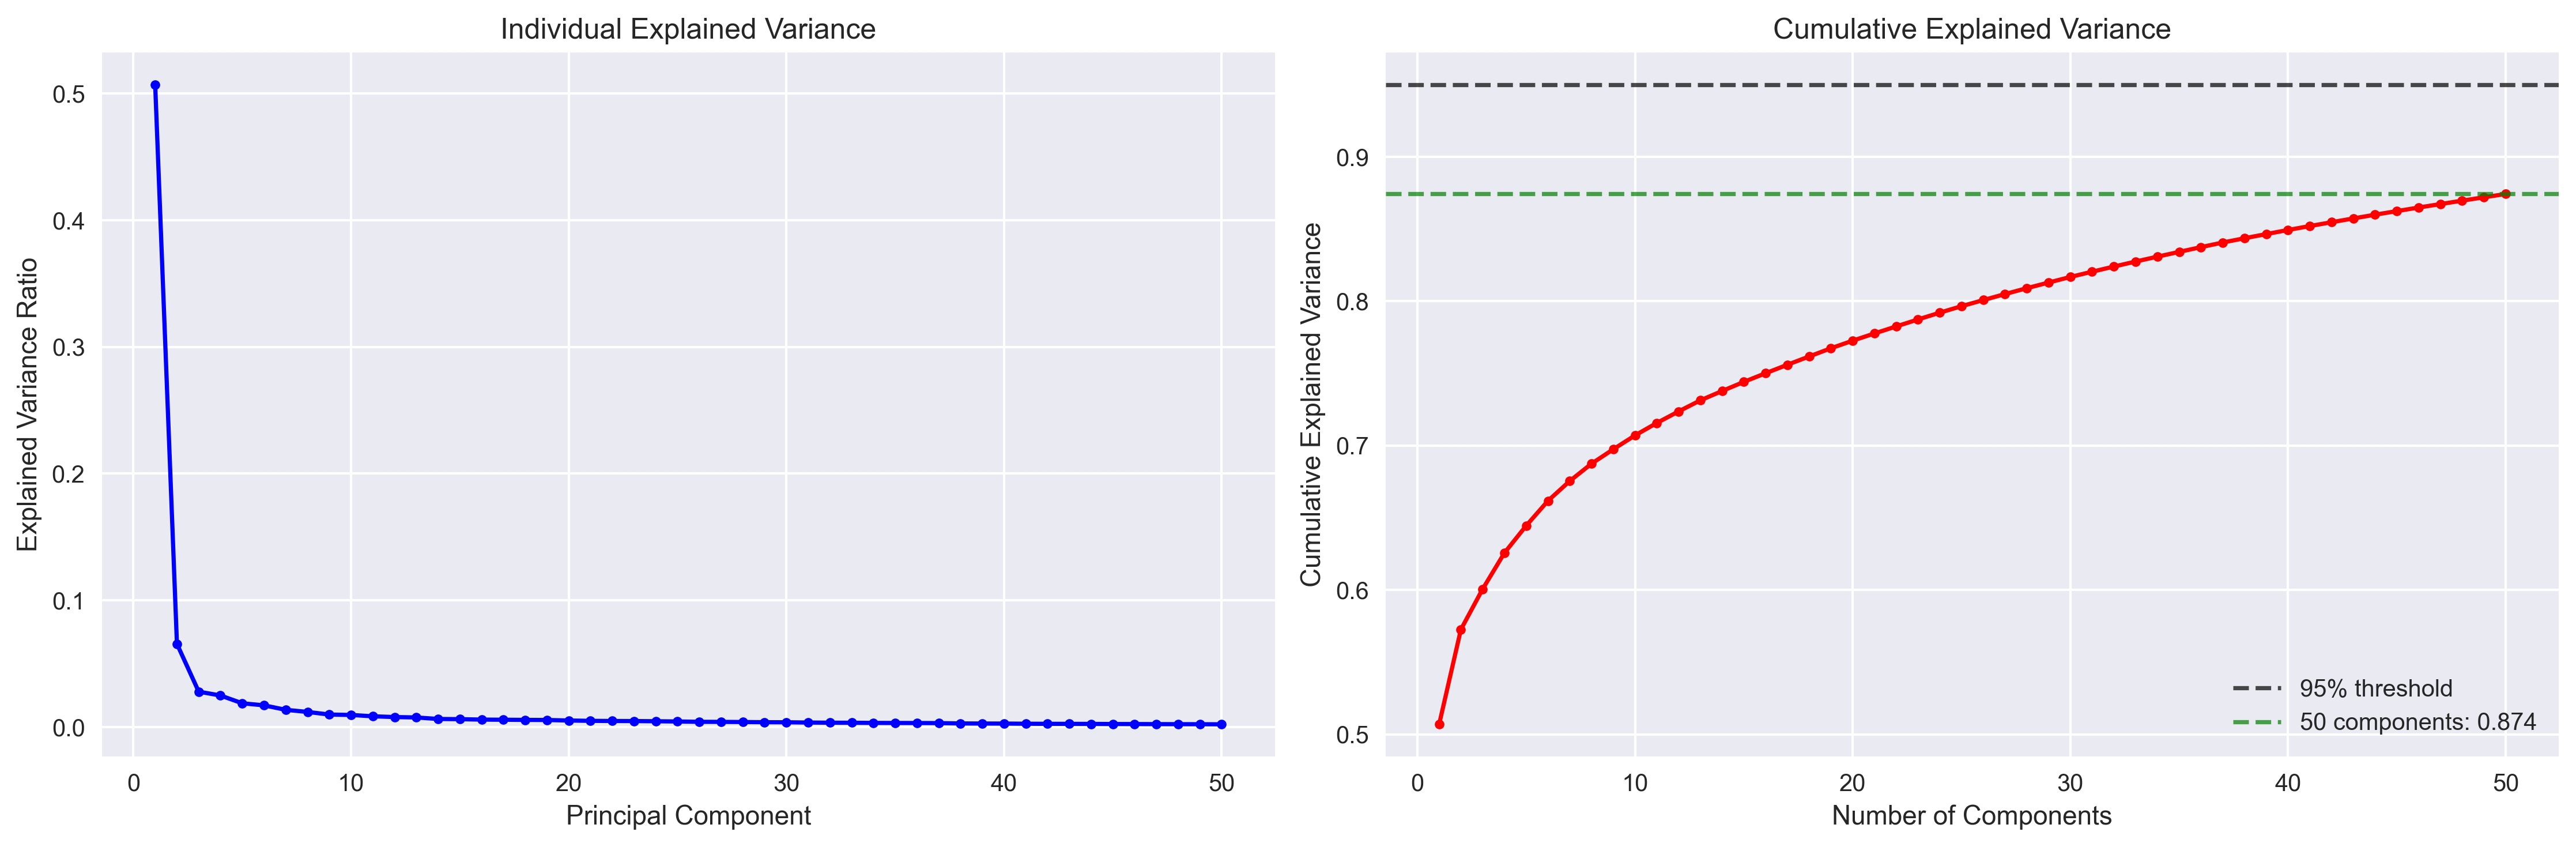 Individual Explained Variance
Explained Variance Ratio
0.5
0.4
0.3
0.2
0.1
0.0
0 10 20 30 40 50
Principal Component
Cumulative Explained Variance
Cumulative Explained Variance
0.9
0.8
0.7
0.6
0.5
95% threshold
50 components: 0.874
0 10 20 30 40 50
Number of Components